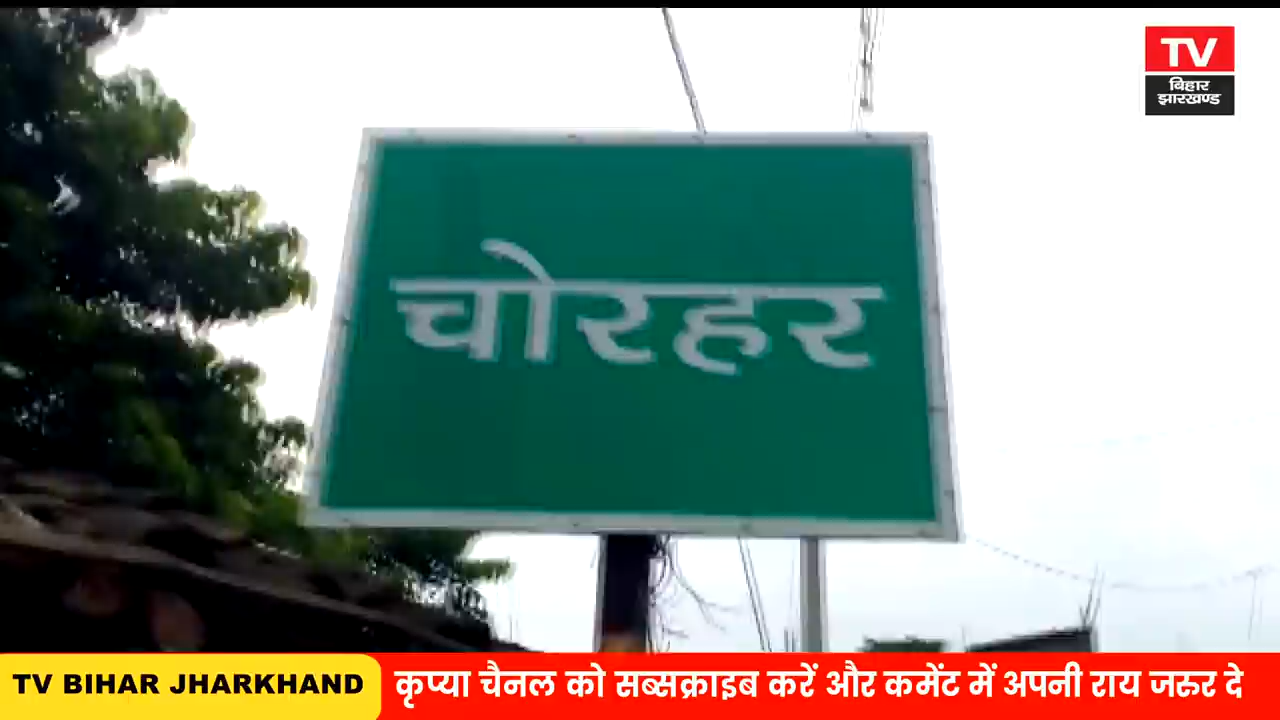 TV
बिहार
झारखण्ड
चोरहर
TV BIHAR JHARKHAND
कृप्या चैनल को सब्सक्राइब करें और कमेंट में अपनी राय जरुर दे